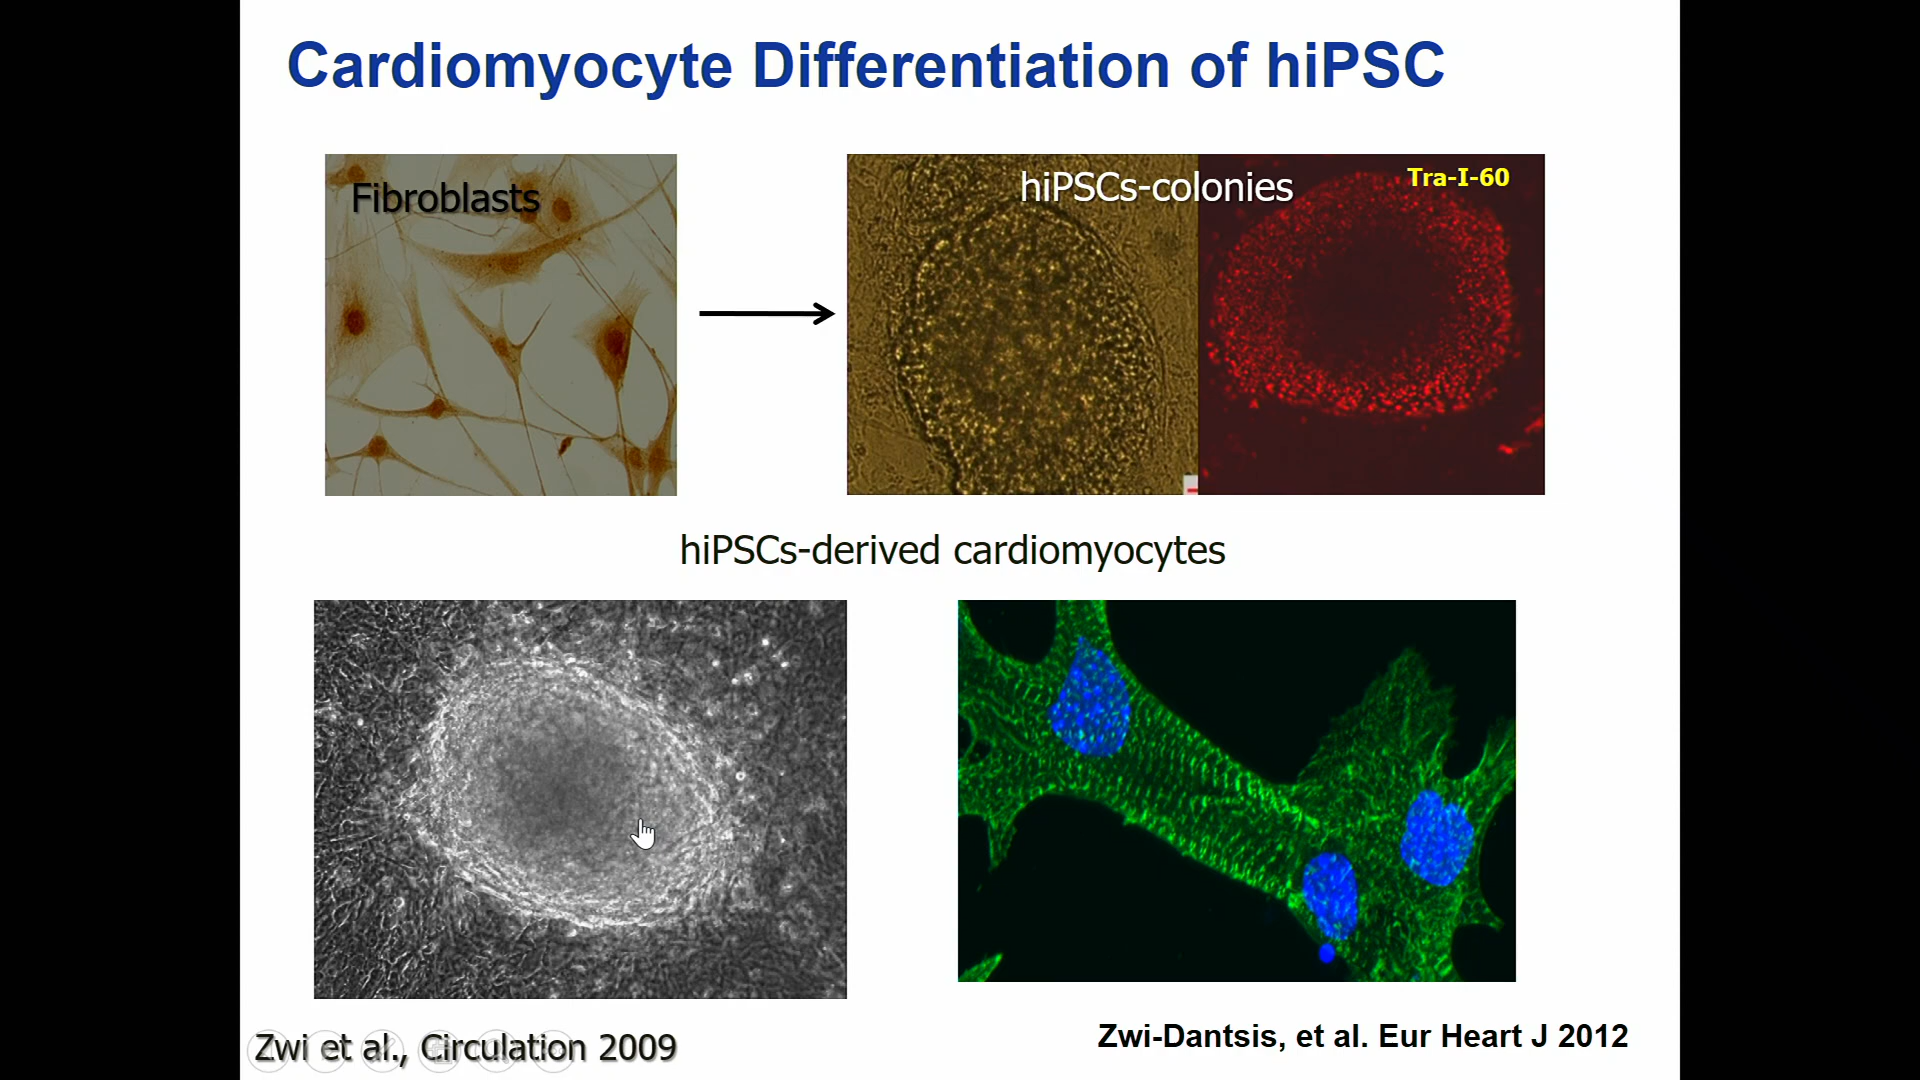 Cardiomyocyte Differentiation of hiPSC
Fibroblasts
hiPSCs-colonies
Tra-I-60
hiPSCs-derived cardiomyocytes
Zwi et al., Circulation 2009
Zwi-Dantsis, et al. Eur Heart J 2012